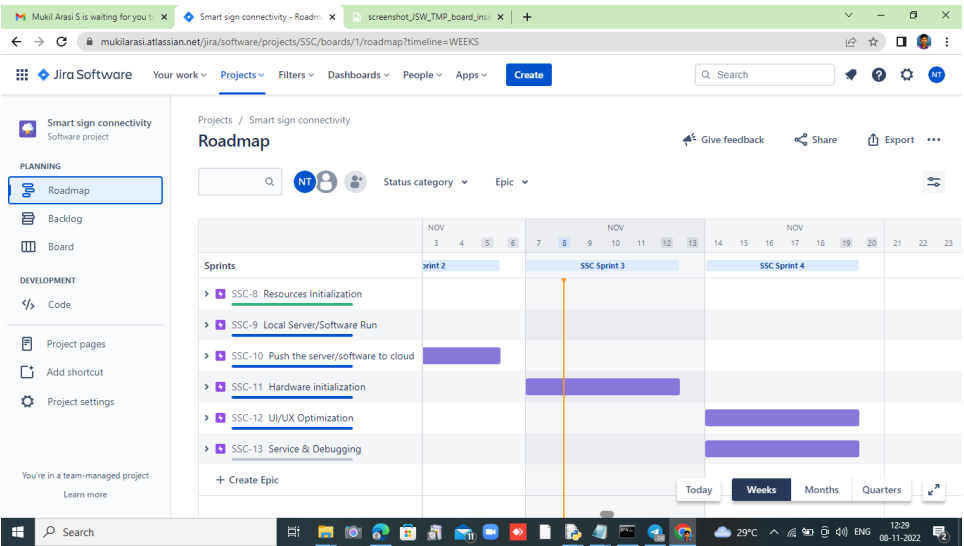 Mukil Arasi S is waiting for you t
Smart sign connectivity - Roadm
screenshot_JSW_TMP_board_insi
mukilarasi.atlassian.net/jira/software/projects/SSC/boards/1/roadmap?timeline=WEEKS
Jira Software Your work Projects Filters Dashboards People Apps Create Search NT
Smart sign connectivity
Software project
PLANNING
Roadmap
Backlog
Board
DEVELOPMENT
Code
Project pages
Add shortcut
Project settings
You're in a team-managed project
Learn more
Projects / Smart sign connectivity
Roadmap
Give feedback Share Export
NT Status category Epic
NOV NOV NOV
3 4 5 6 7 8 9 10 11 12 13 14 15 16 17 18 19 20 21 22 23
Sprints print 2 SSC Sprint 3 SSC Sprint 4
SSC-8 Resources Initialization
SSC-9 Local Server/Software Run
SSC-10 Push the server/software to cloud
SSC-11 Hardware initialization
SSC-12 UI/UX Optimization
SSC-13 Service & Debugging
+ Create Epic
Today Weeks Months Quarters
Search
29°C ENG
12:29
08-11-2022